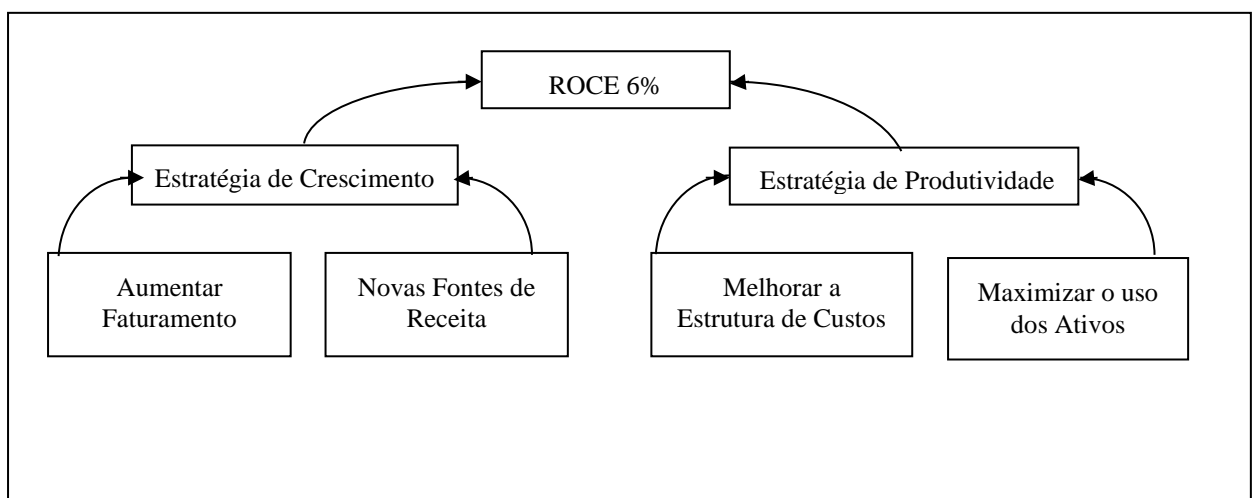 ROCE 6%
Estratégia de Crescimento
Estratégia de Produtividade
Aumentar
Faturamento
Novas Fontes de
Receita
Melhorar a
Estrutura de Custos
Maximizar o uso
dos Ativos